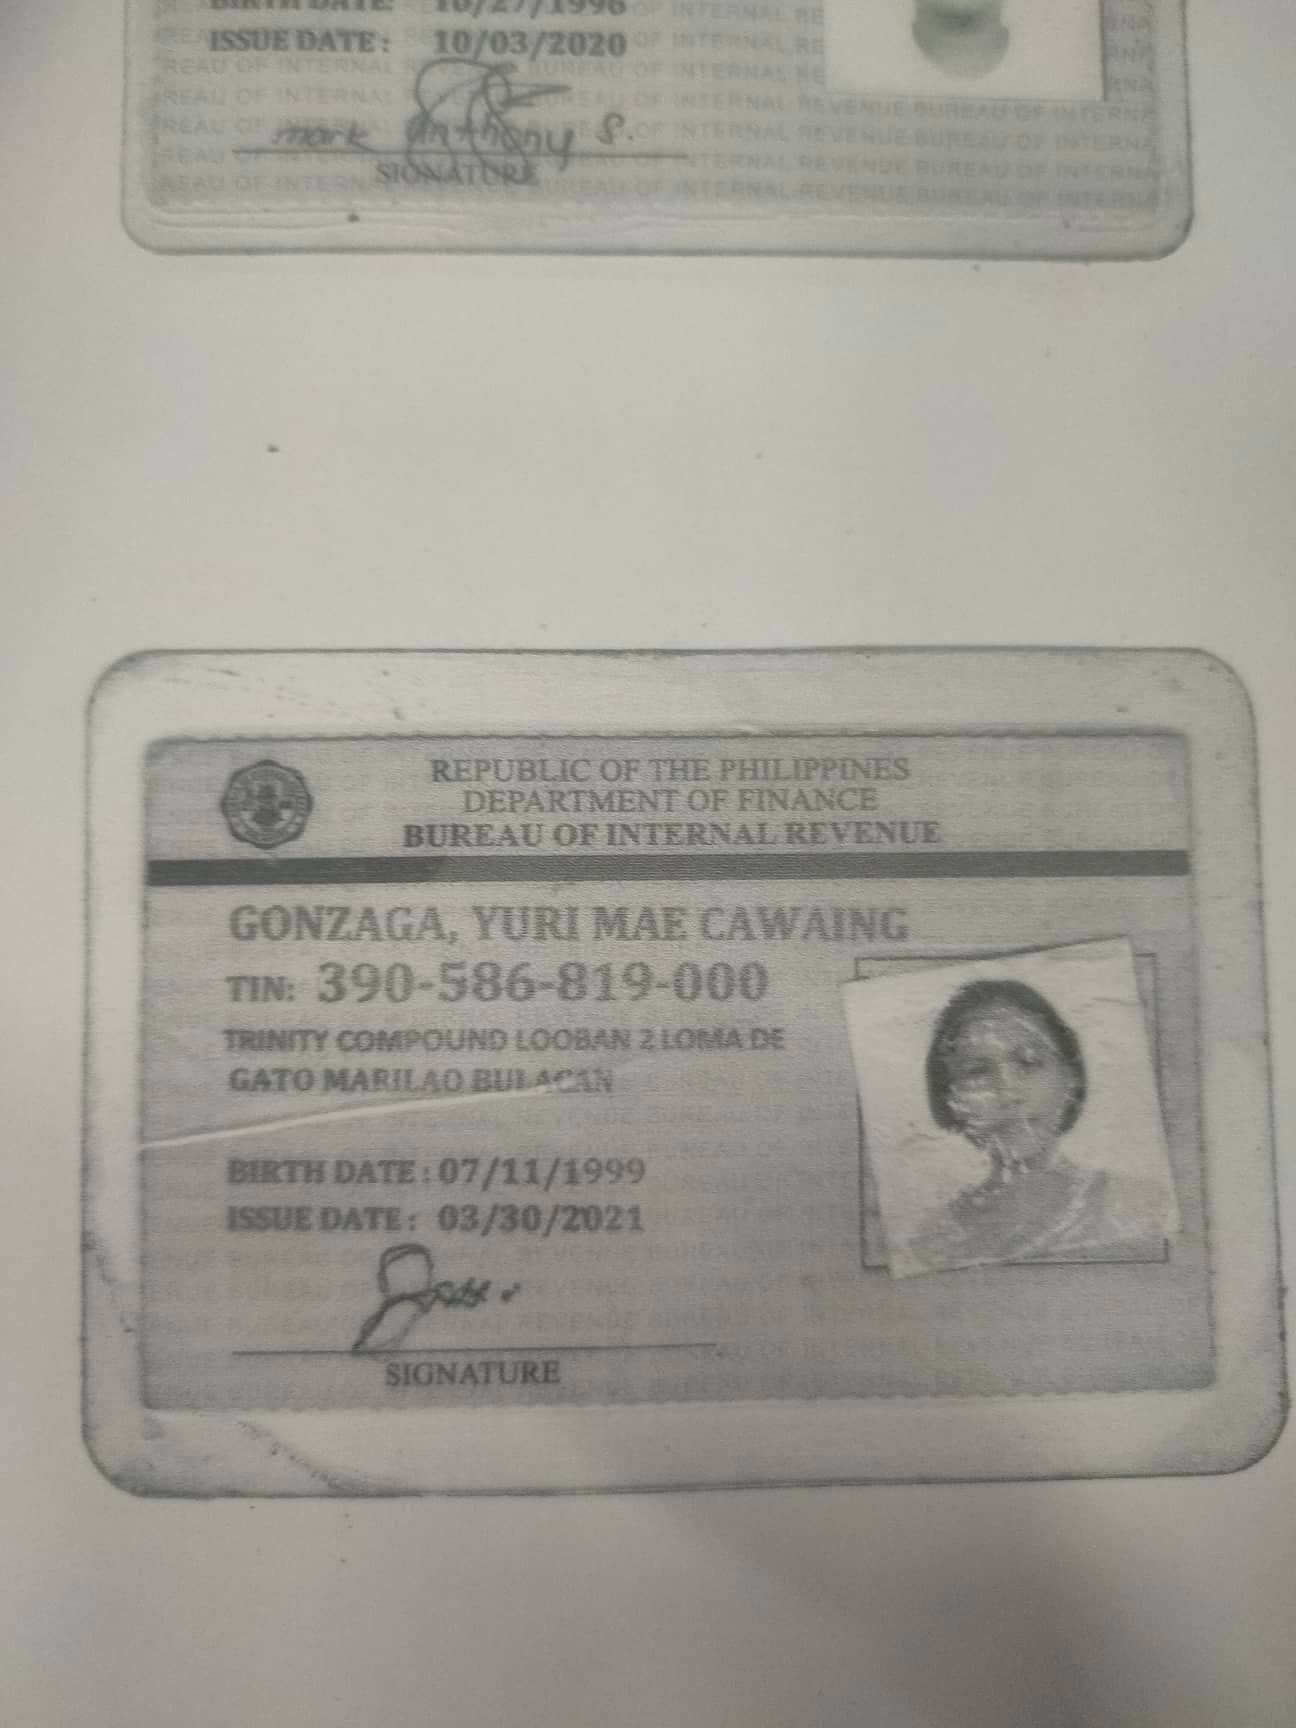 BIRTH DATE: 10/27/1996
ISSUE DATE: 10/03/2020
mark anthony S.
SIGNATURE
REPUBLIC OF THE PHILIPPINES
DEPARTMENT OF FINANCE
BUREAU OF INTERNAL REVENUE
GONZAGA, YURI MAE CAWAING
TIN: 390-586-819-000
TRINITY COMPOUND LOOBAN 2 LOMA DE
GATO MARILAO BULACAN
BIRTH DATE : 07/11/1999
ISSUE DATE : 03/30/2021
SIGNATURE